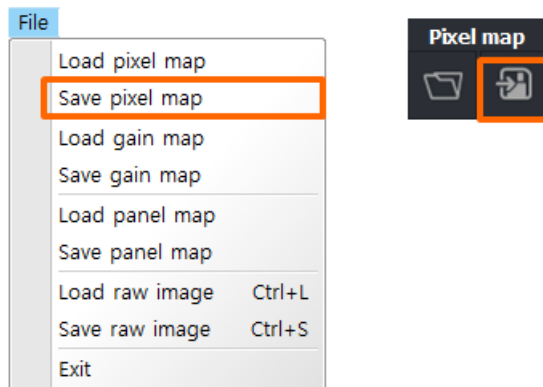 File
Load pixel map
Save pixel map
Load gain map
Save gain map
Load panel map
Save panel map
Load raw image Ctrl+L
Save raw image Ctrl+S
Exit
Pixel map